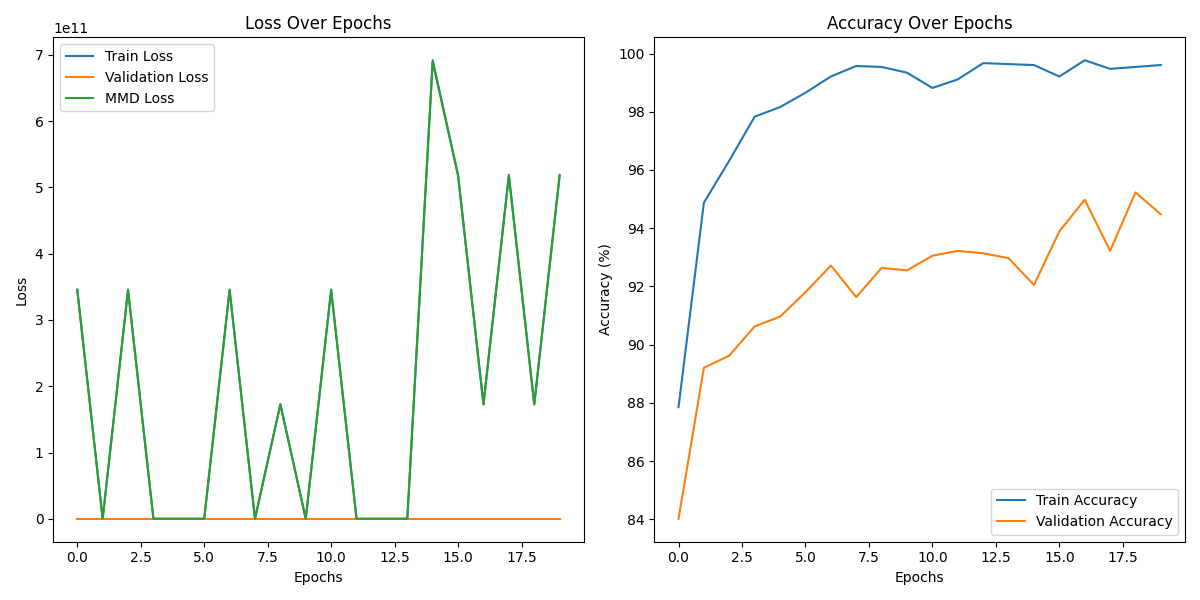 Loss Over Epochs
1e11
Train Loss
Validation Loss
MMD Loss
7
6
5
4
3
2
1
0
Loss
0.0 2.5 5.0 7.5 10.0 12.5 15.0 17.5
Epochs
Accuracy Over Epochs
100
98
96
94
92
90
88
86
84
Accuracy (%)
Train Accuracy
Validation Accuracy
0.0 2.5 5.0 7.5 10.0 12.5 15.0 17.5
Epochs